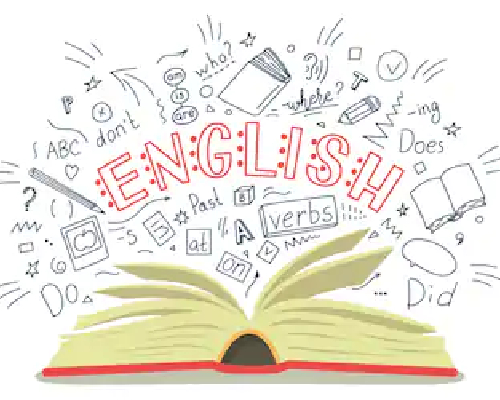 who?
am
is
are
where?
-ing
ABC
don't
Does
ENGLISH
?
Past
B
verbs
-s
at
A
on
Do
Did
...